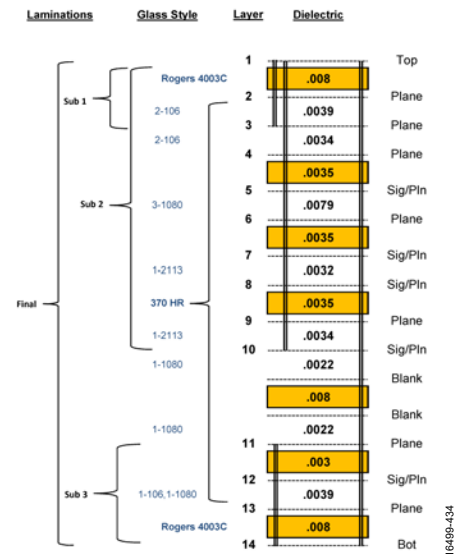 Laminations Glass Style Layer Dielectric
1 Top
Rogers 4003C .008
Sub 1 2 Plane
2-106 .0039
3 Plane
2-106 .0034
4 Plane
.0035
5 Sig/Pln
Sub 2 3-1080 .0079
6 Plane
.0035
7 Sig/Pln
1-2113 .0032
8 Sig/Pln
Final 370 HR .0035
9 Plane
1-2113 .0034
10 Sig/Pln
1-1080 .0022
Blank
.008
Blank
1-1080 .0022
11 Plane
.003
12 Sig/Pln
Sub 3 1-106,1-1080 .0039
13 Plane
Rogers 4003C .008
14 Bot
16499-434